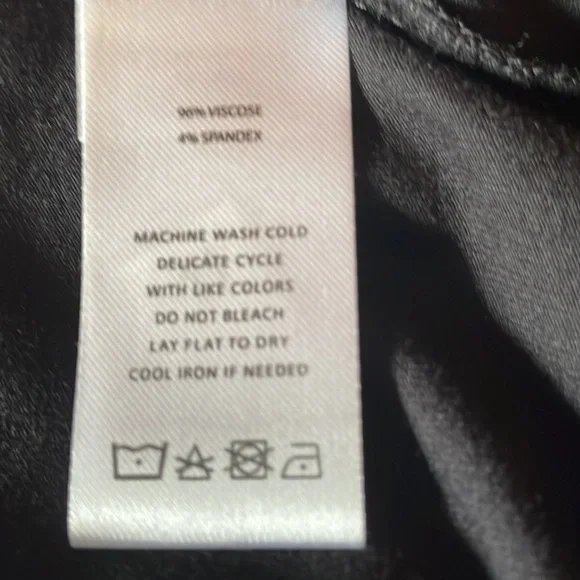 96% VISCOSE
4% SPANDEX
MACHINE WASH COLD
DELICATE CYCLE
WITH LIKE COLORS
DO NOT BLEACH
LAY FLAT TO DRY
COOL IRON IF NEEDED